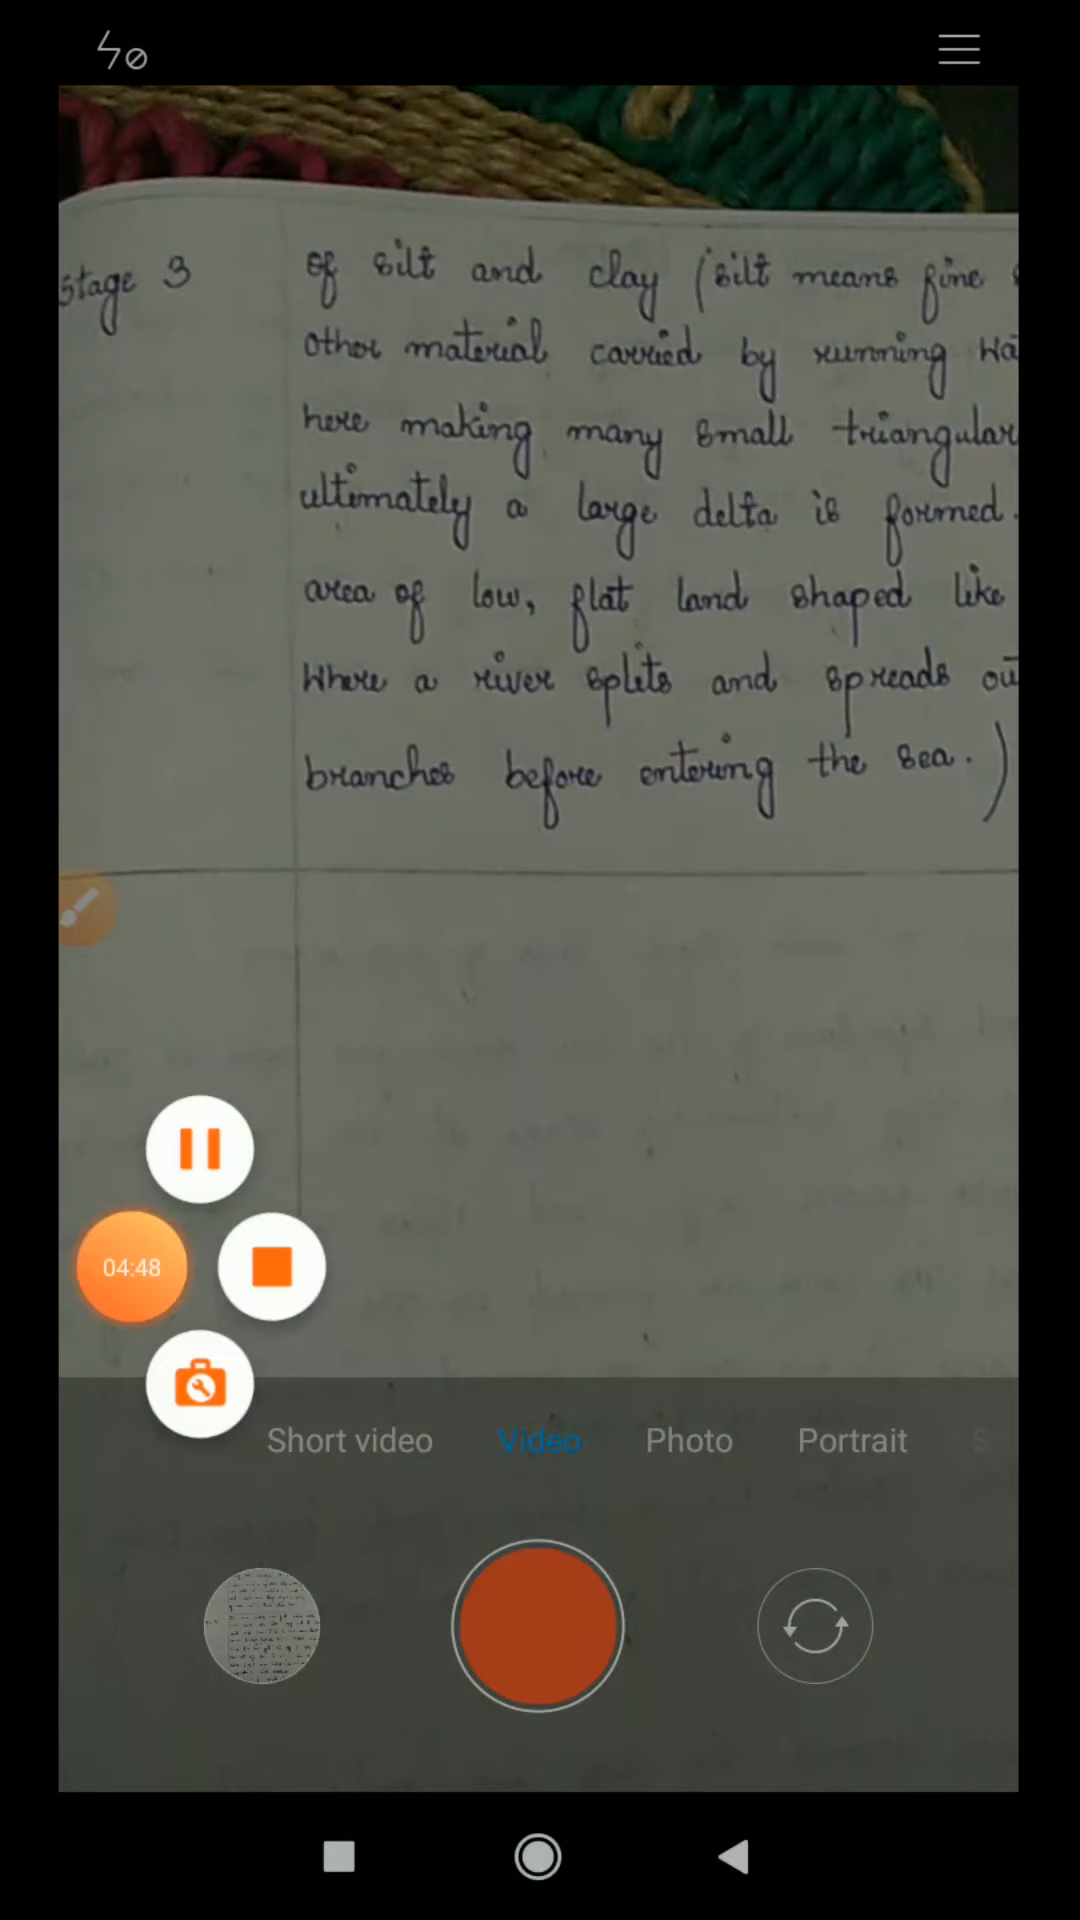 Stage 3
of silt and clay (silt means fine
other material carried by running wa
here making many small triangular
ultimately a large delta is formed.
area of low, flat land shaped like
Where a river splits and spreads ou
branches before entering the sea.)
04:48
Short video Video Photo Portrait S